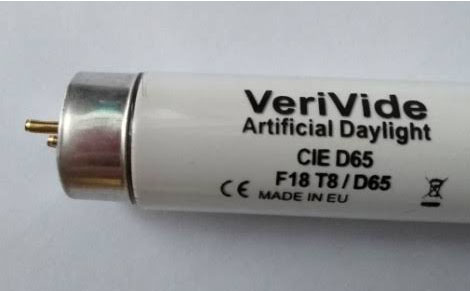 VeriVide
Artificial Daylight
CIE D65
F18 T8 / D65
CE MADE IN EU